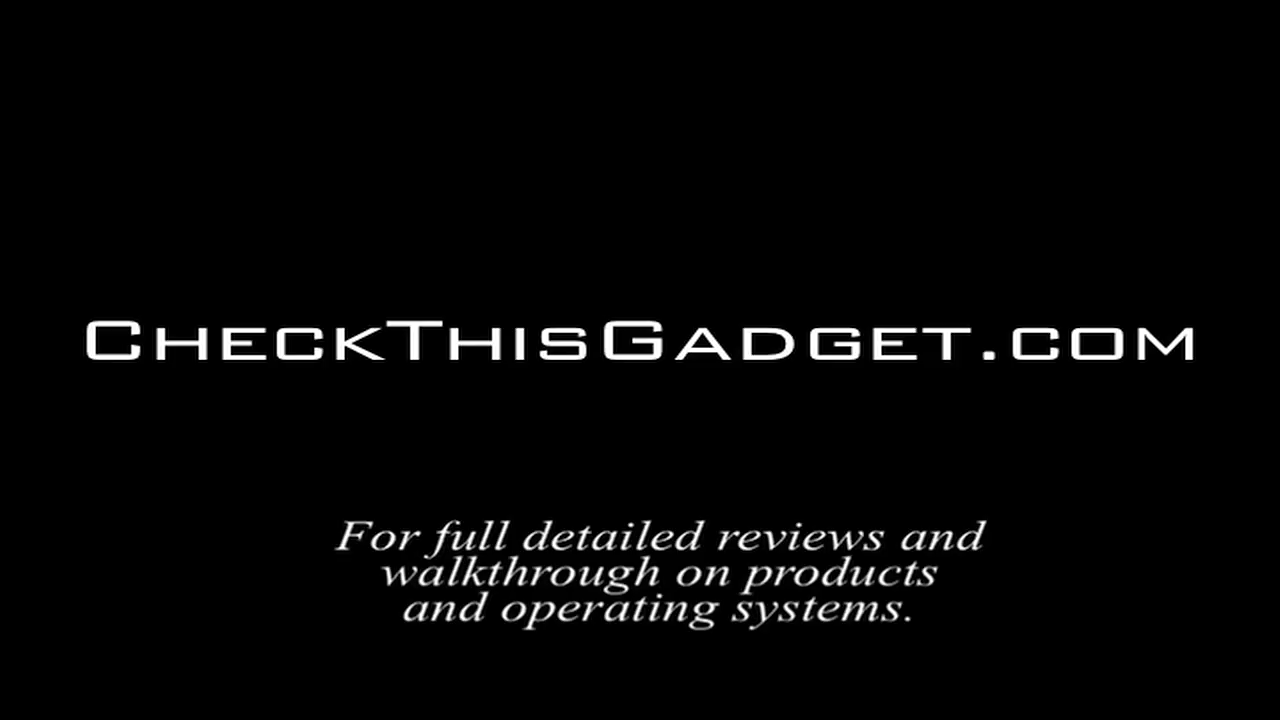 CheckThisGadget.com
For full detailed reviews and
walkthrough on products
and operating systems.